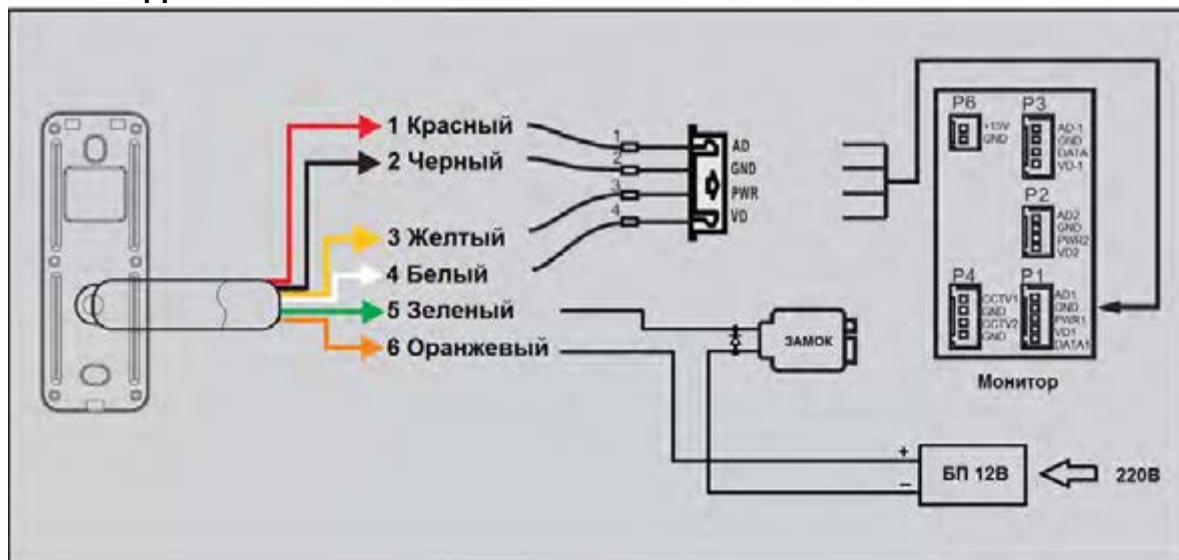 1 Красный
2 Черный
3 Желтый
4 Белый
5 Зеленый
6 Оранжевый
1
2
3
4
AD
GND
PWR
VD
ЗАМОК
P6
GND
P3
AD-1
GND
DATA
VD-1
P2
AD2
GND
PWR2
VD2
P4
CCTV1
GND
CCTV2
GND
P1
AD1
GND
PWR1
VD1
DATA1
Монитор
+
−
БП 12В
220В